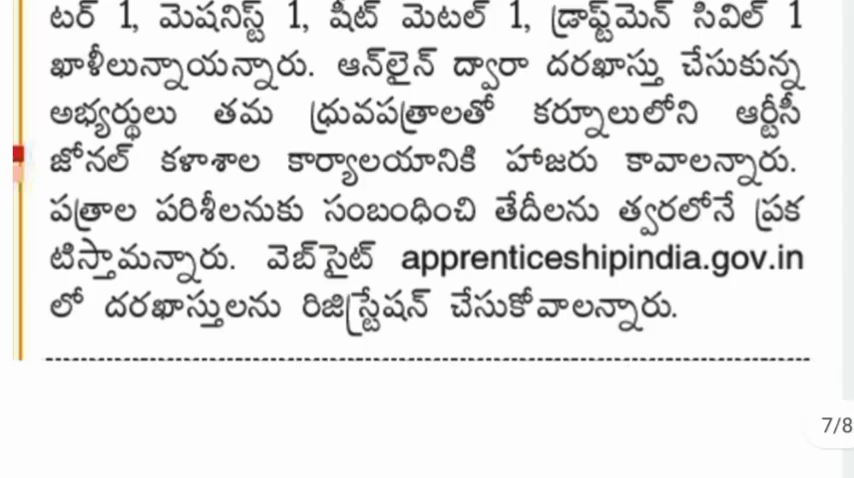 టర్ 1, మెషనిస్ట్ 1, షీట్ మెటల్ 1, డ్రాఫ్ట్‌మెన్ సివిల్ 1
ఖాళీలున్నాయన్నారు. ఆన్‌లైన్ ద్వారా దరఖాస్తు చేసుకున్న
అభ్యర్థులు తమ ధ్రువపత్రాలతో కర్నూలులోని ఆర్టీసీ
జోనల్ కళాశాల కార్యాలయానికి హాజరు కావాలన్నారు.
పత్రాల పరిశీలనుకు సంబంధించి తేదీలను త్వరలోనే ప్రక
టిస్తామన్నారు. వెబ్‌సైట్ apprenticeshipindia.gov.in
లో దరఖాస్తులను రిజిస్ట్రేషన్ చేసుకోవాలన్నారు.
7/8